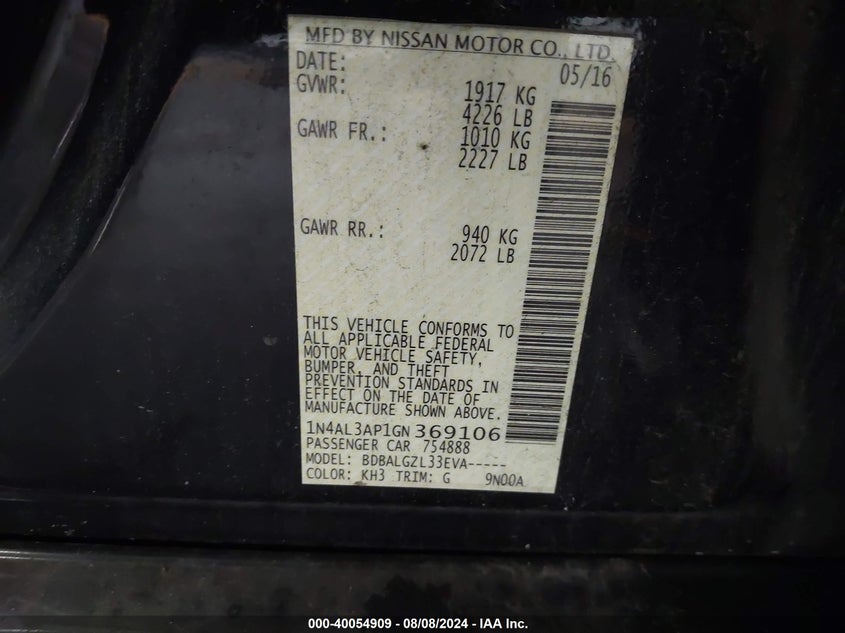 MFD BY NISSAN MOTOR CO., LTD.
DATE: 05/16
GVWR: 1917 KG
4226 LB
GAWR FR.: 1010 KG
2227 LB
GAWR RR.: 940 KG
2072 LB
THIS VEHICLE CONFORMS TO
ALL APPLICABLE FEDERAL
MOTOR VEHICLE SAFETY,
BUMPER, AND THEFT
PREVENTION STANDARDS IN
EFFECT ON THE DATE OF
MANUFACTURE SHOWN ABOVE.
1N4AL3AP1GN369106
PASSENGER CAR 754888
MODEL: BDBALGZL33EVA-----
COLOR: KH3 TRIM: G 9N00A
000-40054909 - 08/08/2024 - IAA Inc.